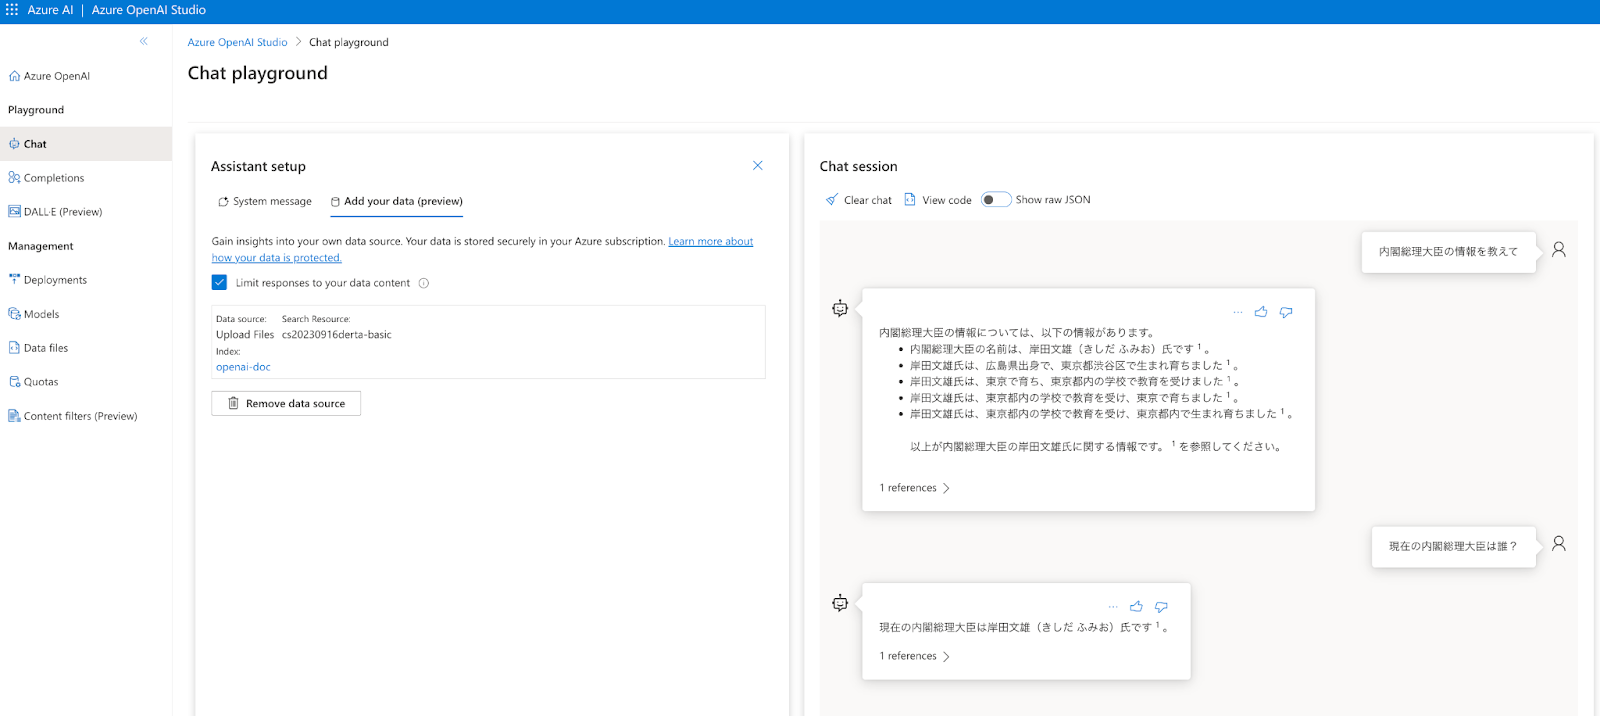 Azure AI | Azure OpenAI Studio
Azure OpenAI Studio > Chat playground
Chat playground
Azure OpenAI
Playground
Chat
Completions
DALL·E (Preview)
Management
Deployments
Models
Data files
Quotas
Content filters (Preview)
Assistant setup
System message
Add your data (preview)
Gain insights into your own data source. Your data is stored securely in your Azure subscription. Learn more about
how your data is protected.
Limit responses to your data content
Data source: Search Resource:
Upload Files cs20230916derta-basic
Index:
openai-doc
Remove data source
Chat session
Clear chat
View code
Show raw JSON
内閣総理大臣の情報を教えて
内閣総理大臣の情報については、以下の情報があります。
• 内閣総理大臣の名前は、岸田文雄（きしだ ふみお）氏です 1 。
• 岸田文雄氏は、広島県出身で、東京都渋谷区で生まれ育ちました 1 。
• 岸田文雄氏は、東京で育ち、東京都内の学校で教育を受けました 1 。
• 岸田文雄氏は、東京都内の学校で教育を受け、東京で育ちました 1 。
• 岸田文雄氏は、東京都内の学校で教育を受け、東京都内で生まれ育ちました 1 。
以上が内閣総理大臣の岸田文雄氏に関する情報です。 1 を参照してください。
1 references
現在の内閣総理大臣は誰？
現在の内閣総理大臣は岸田文雄（きしだ ふみお）氏です 1 。
1 references